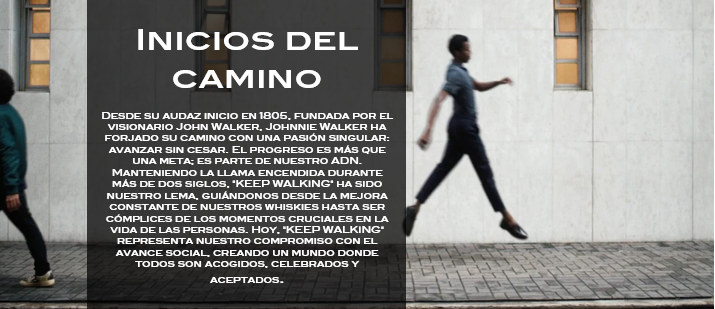 Inicios del
camino
Desde su audaz inicio en 1805, fundada por el
visionario John Walker, Johnnie Walker ha
forjado su camino con una pasión singular:
avanzar sin cesar. El progreso es más que
una meta; es parte de nuestro ADN.
Manteniendo la llama encendida durante
más de dos siglos, "KEEP WALKING" ha sido
nuestro lema, guiándonos desde la mejora
constante de nuestros whiskies hasta ser
cómplices de los momentos cruciales en la
vida de las personas. Hoy, "KEEP WALKING"
representa nuestro compromiso con el
avance social, creando un mundo donde
todos son acogidos, celebrados y
aceptados.